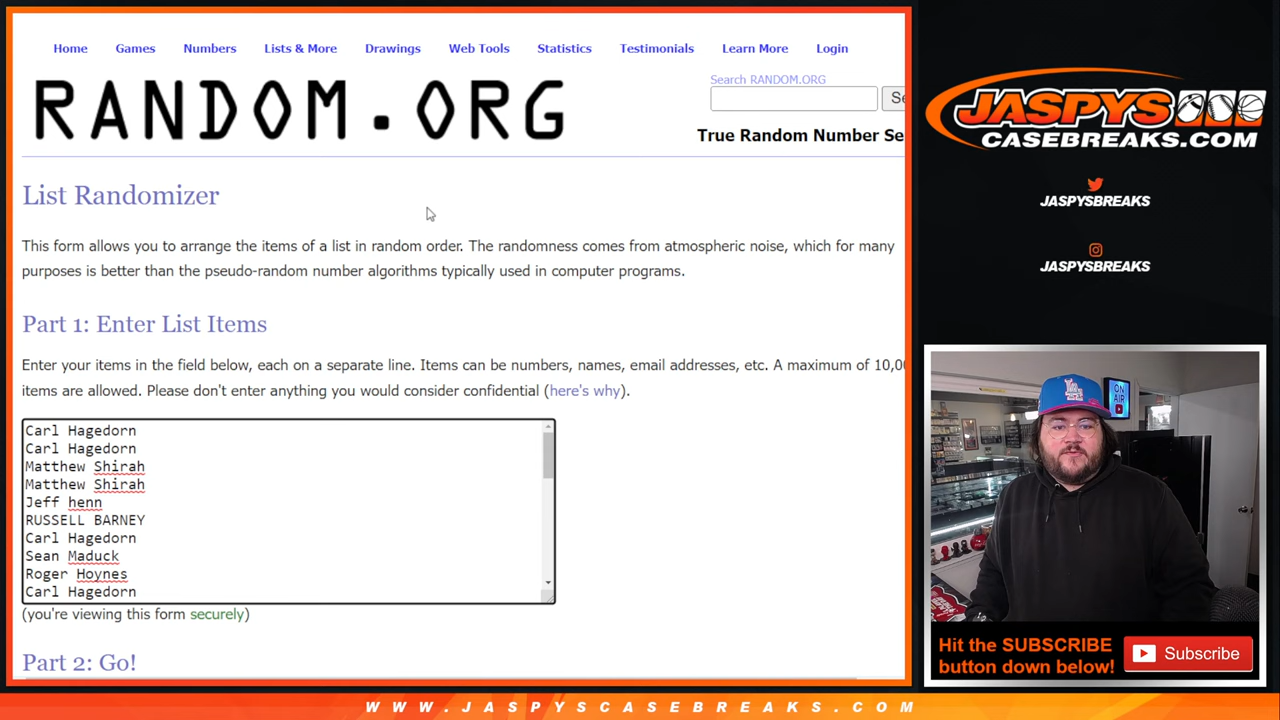 Home Games Numbers Lists & More Drawings Web Tools Statistics Testimonials Learn More Login
RANDOM.ORG
Search RANDOM.ORG
Se
True Random Number Se
List Randomizer
This form allows you to arrange the items of a list in random order. The randomness comes from atmospheric noise, which for many
purposes is better than the pseudo-random number algorithms typically used in computer programs.
Part 1: Enter List Items
Enter your items in the field below, each on a separate line. Items can be numbers, names, email addresses, etc. A maximum of 10,00
items are allowed. Please don't enter anything you would consider confidential (here's why).
Carl Hagedorn
Carl Hagedorn
Matthew Shirah
Matthew Shirah
Jeff henn
RUSSELL BARNEY
Carl Hagedorn
Sean Maduck
Roger Hoynes
Carl Hagedorn
(you're viewing this form securely)
Part 2: Go!
JASPYS
CASEBREAKS.COM
JASPYSBREAKS
JASPYSBREAKS
ON
AIR
Hit the SUBSCRIBE
button down below!
Subscribe
WWW.JASPYSCASEBREAKS.COM